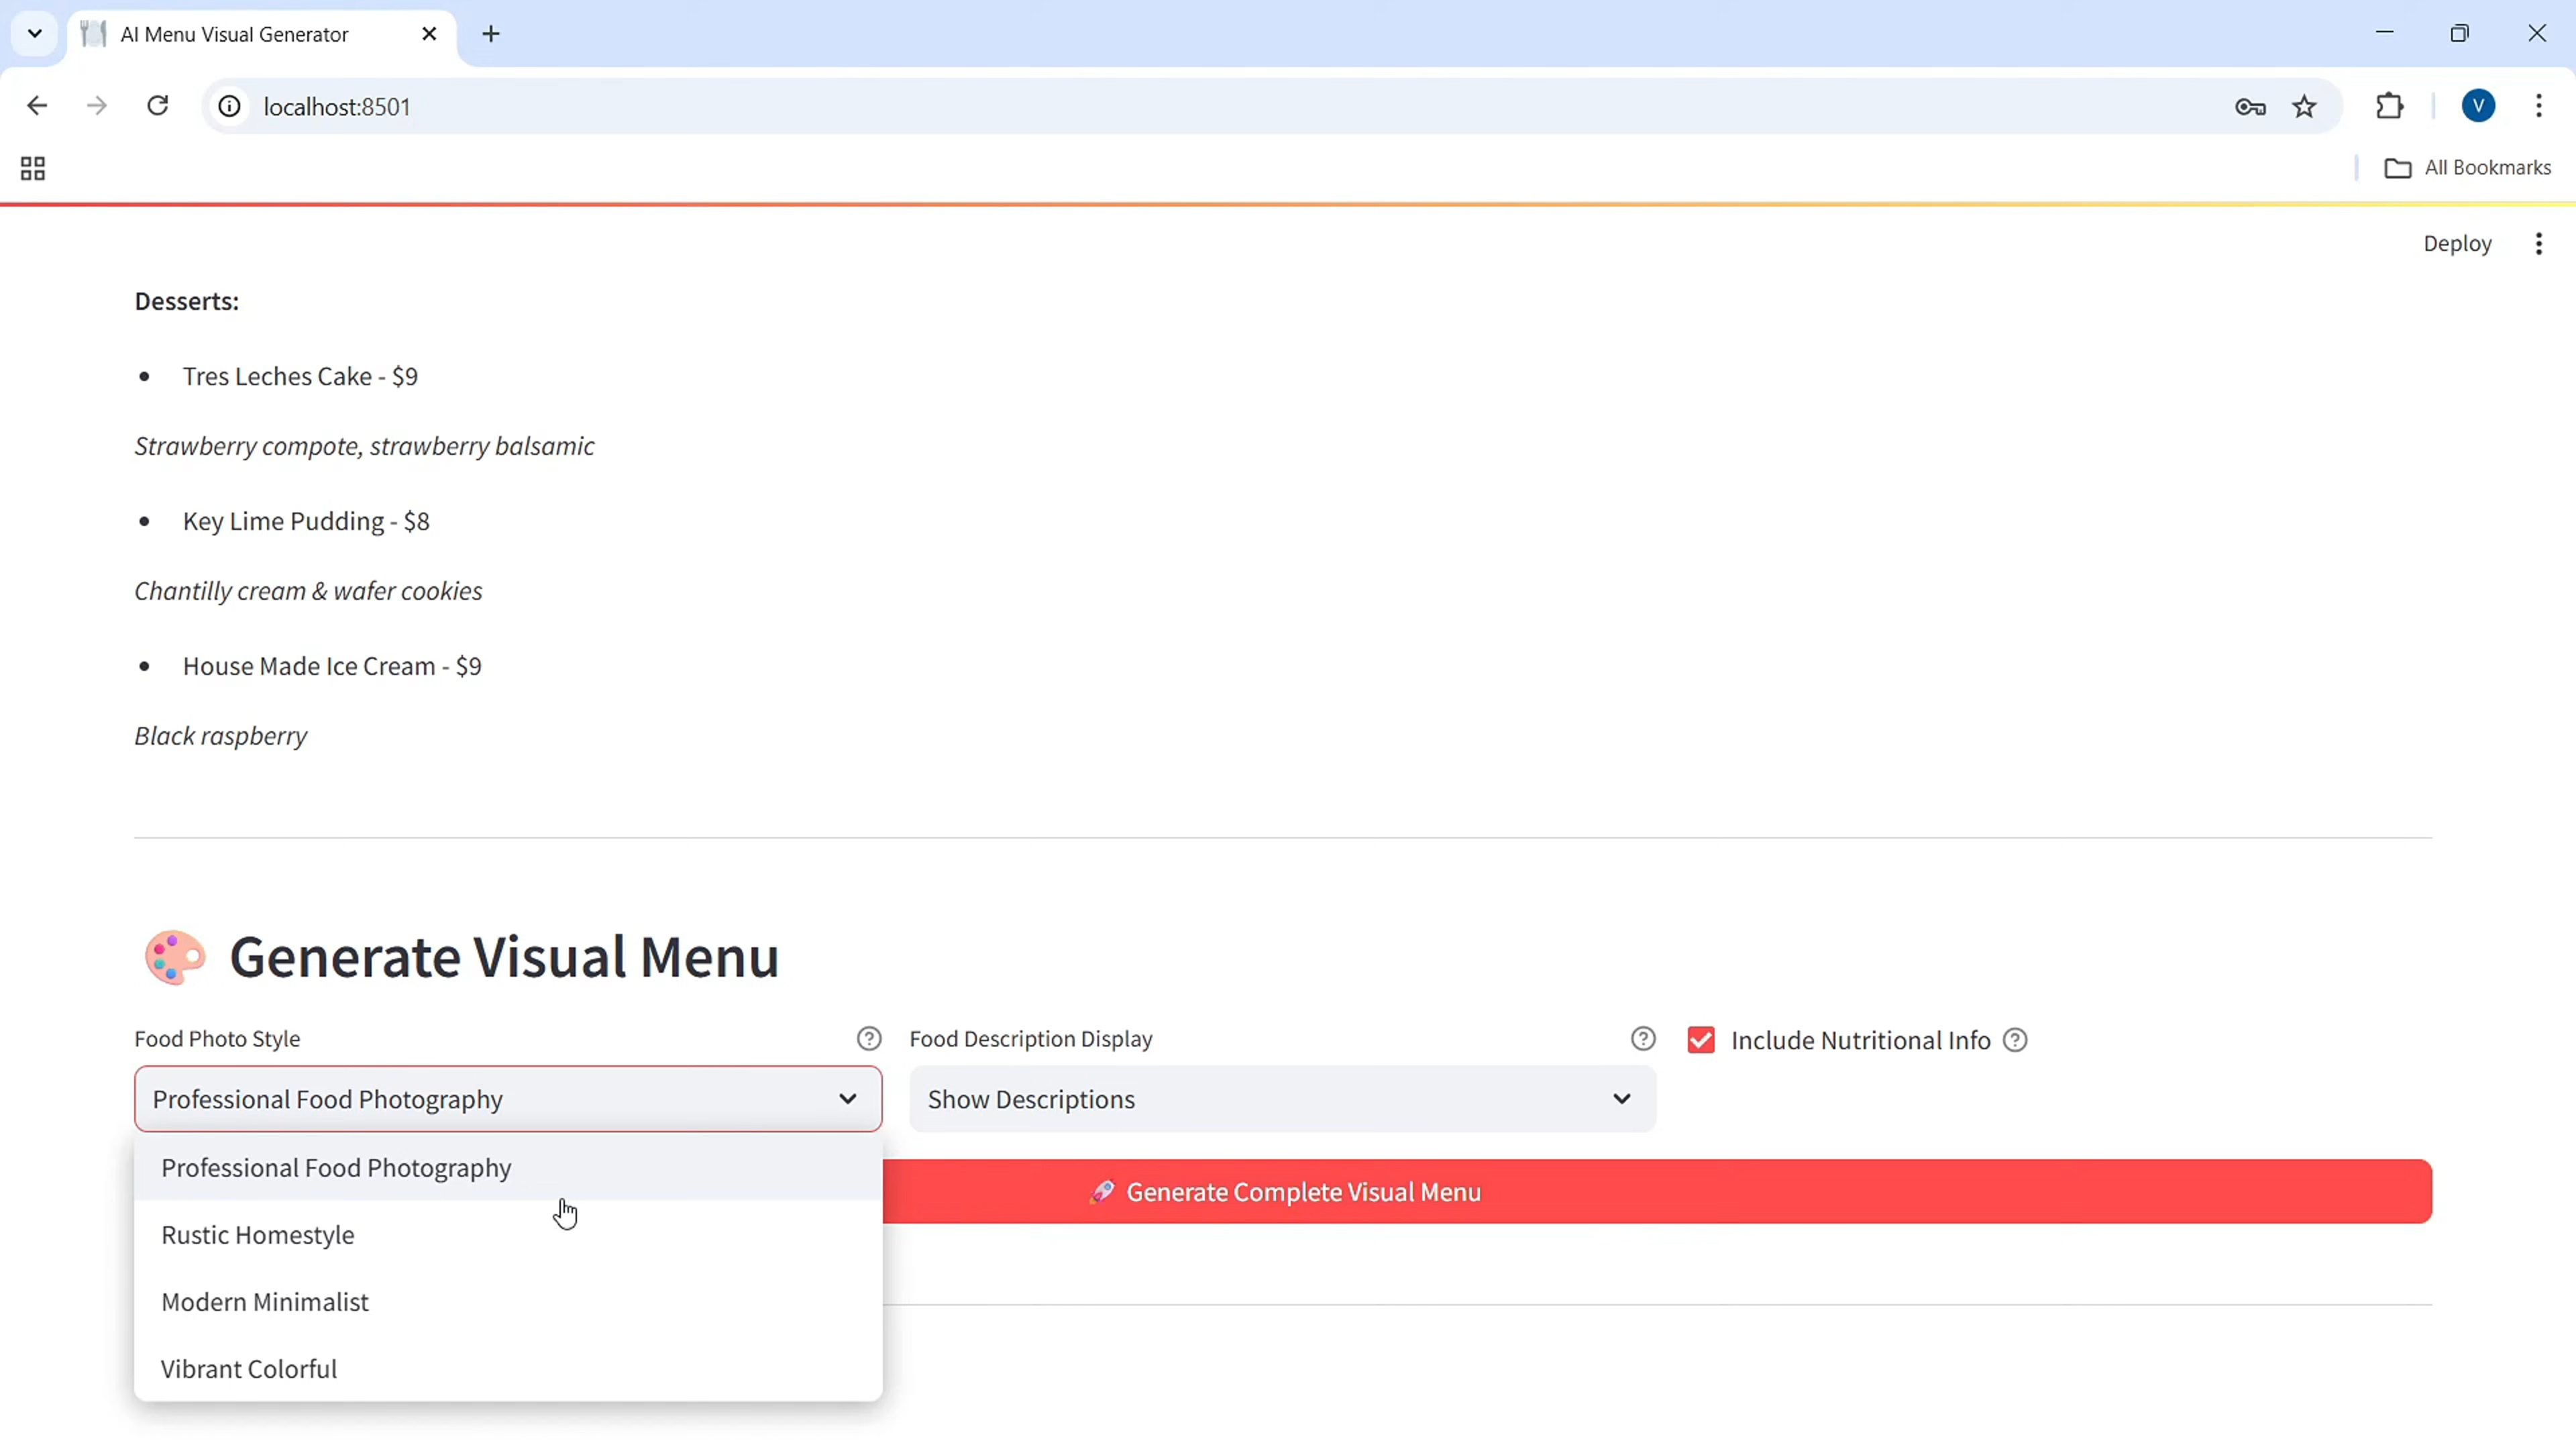 AI Menu Visual Generator
localhost:8501
V
All Bookmarks
Deploy
Desserts:
• Tres Leches Cake - $9
Strawberry compote, strawberry balsamic
• Key Lime Pudding - $8
Chantilly cream & wafer cookies
• House Made Ice Cream - $9
Black raspberry
Generate Visual Menu
Food Photo Style
Food Description Display
Include Nutritional Info
Professional Food Photography
Show Descriptions
Professional Food Photography
Generate Complete Visual Menu
Rustic Homestyle
Modern Minimalist
Vibrant Colorful